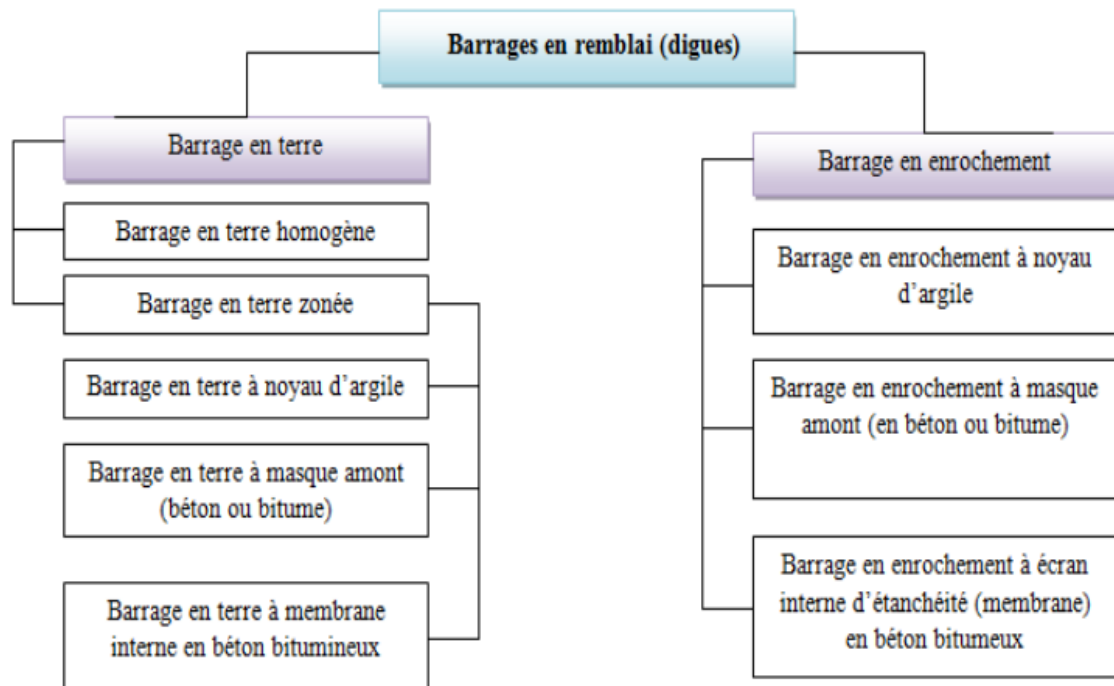 Barrages en remblai (digues)
Barrage en terre
Barrage en terre homogène
Barrage en terre zonée
Barrage en terre à noyau d'argile
Barrage en terre à masque amont
(béton ou bitume)
Barrage en terre à membrane
interne en béton bitumineux
Barrage en enrochement
Barrage en enrochement à noyau
d'argile
Barrage en enrochement à masque
amont (en béton ou bitume)
Barrage en enrochement à écran
interne d'étanchéité (membrane)
en béton bitumeux